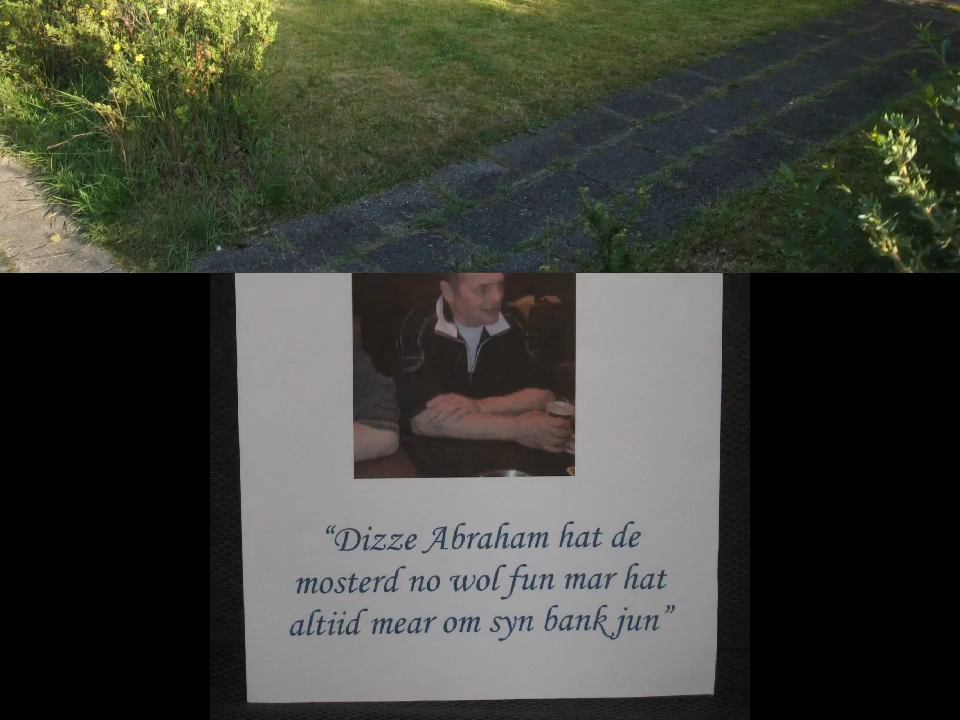 “Dizze Abraham hat de
mosterd no wol fun mar hat
altiid mear om syn bank jun”